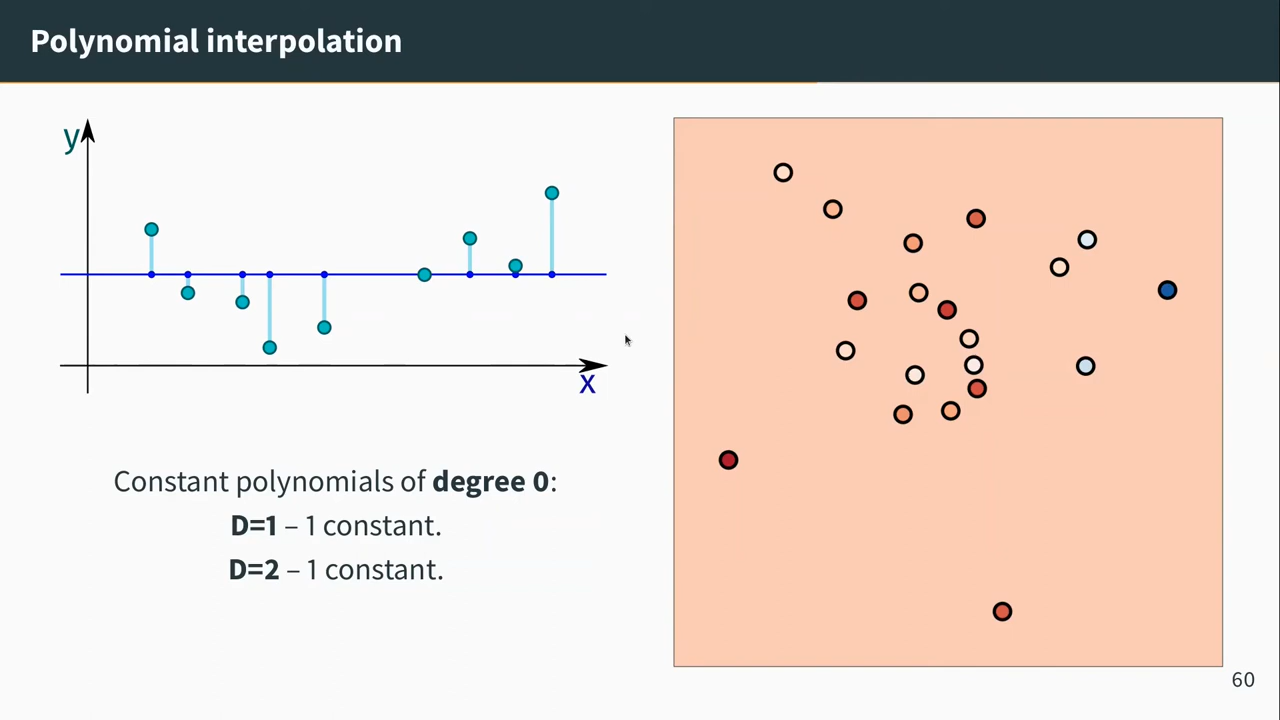 Polynomial interpolation
y
x
Constant polynomials of degree 0:
D=1 – 1 constant.
D=2 – 1 constant.
60